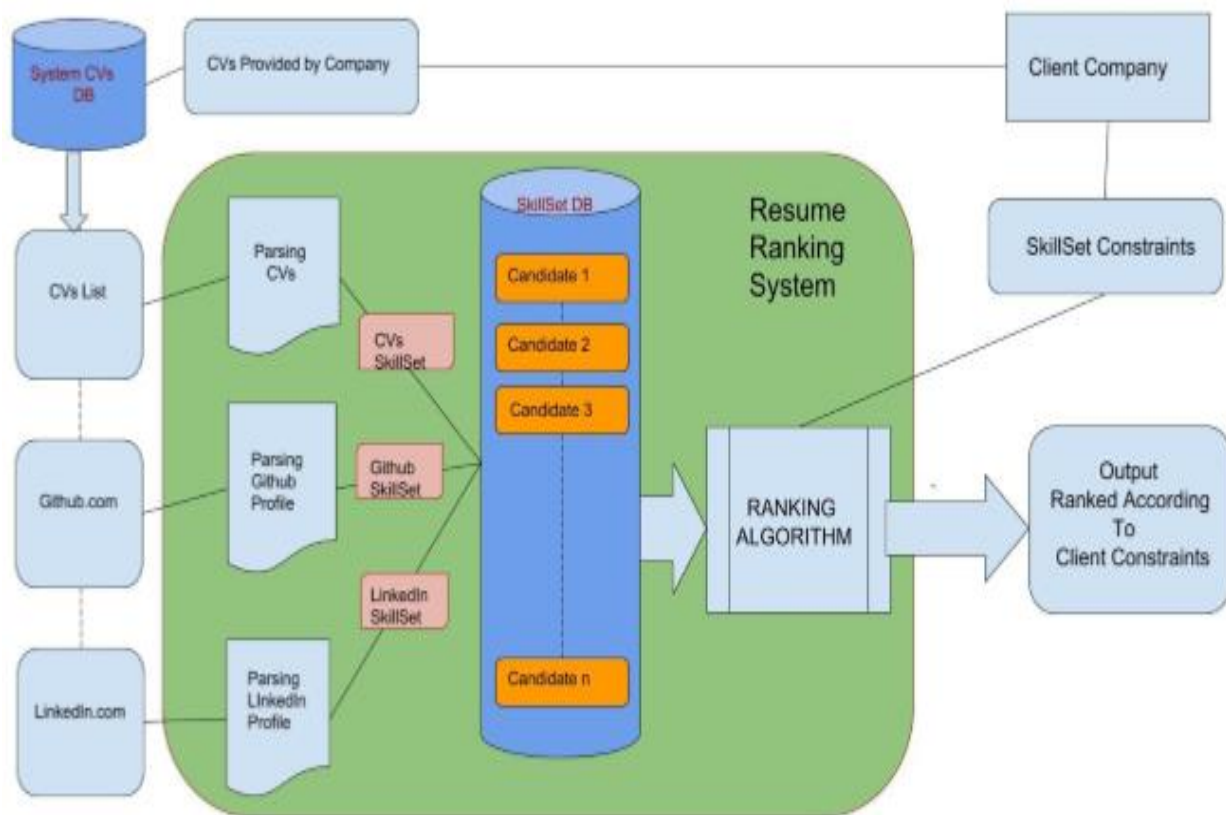 System CVs
DB
CVs Provided by Company
Client Company
SkillSet DB
Resume
Ranking
System
SkillSet Constraints
CVs List
Parsing
CVs
CVs
SkillSet
Candidate 1
Candidate 2
Candidate 3
Github.com
Parsing
Github
Profile
Github
SkillSet
RANKING
ALGORITHM
Output
Ranked According
To
Client Constraints
LinkedIn
SkillSet
LinkedIn.com
Parsing
LInkedIn
Profile
Candidate n